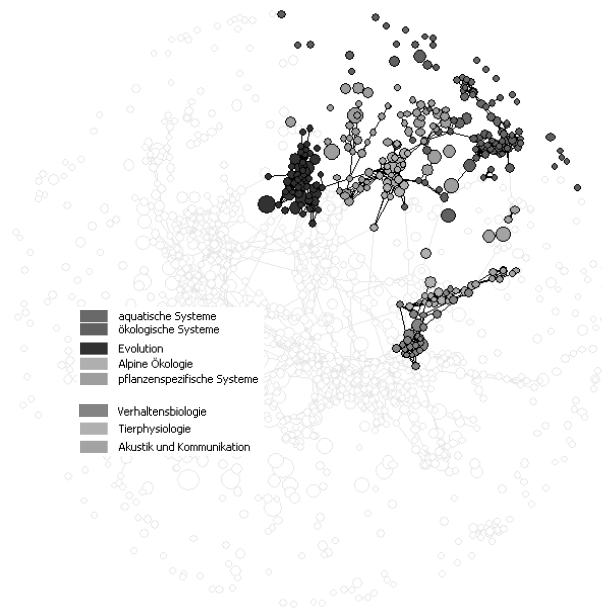 aquatische Systeme
ökologische Systeme
Evolution
Alpine Ökologie
pflanzenspezifische Systeme
Verhaltensbiologie
Tierphysiologie
Akustik und Kommunikation